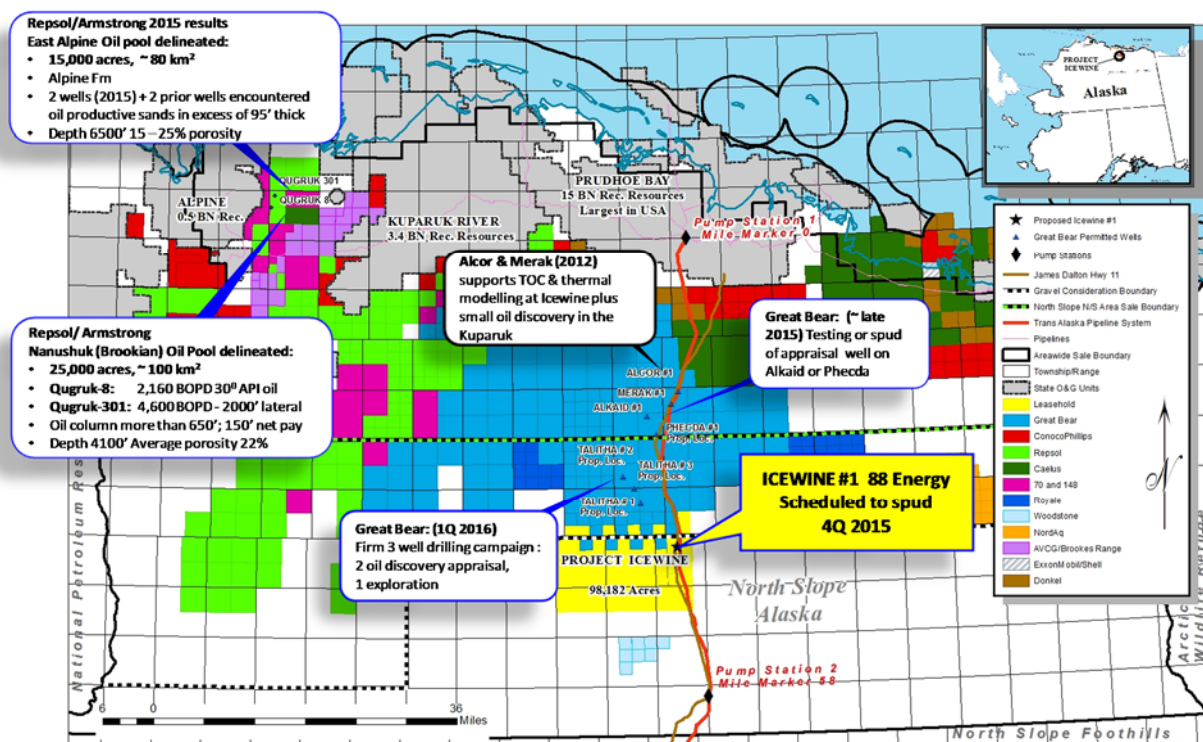 Repsol/Armstrong 2015 results
East Alpine Oil pool delineated:
• 15,000 acres, ~ 80 km²
• Alpine Fm
• 2 wells (2015) + 2 prior wells encountered
oil productive sands in excess of 95' thick
• Depth 6500' 15 – 25% porosity
PROJECT
ICEWINE
Alaska
QUGRUK 301
QUGRUK 8
ALPINE
0.5 BN Rec.
KUPARUK RIVER
3.4 BN Rec. Resources
PRUDHOE BAY
15 BN Rec. Resources
Largest in USA
Pump Station 1
Mile Marker 0
Alcor & Merak (2012)
supports TOC & thermal
modelling at Icewine plus
small oil discovery in the
Kuparuk
Great Bear: (~ late
2015) Testing or spud
of appraisal well on
Alkaid or Phecda
Repsol/ Armstrong
Nanushuk (Brookian) Oil Pool delineated:
• 25,000 acres, ~ 100 km²
• Qugruk-8: 2,160 BOPD 30⁰ API oil
• Qugruk-301: 4,600 BOPD - 2000' lateral
• Oil column more than 650'; 150' net pay
• Depth 4100' Average porosity 22%
ALCOR #1
MERAK #1
ALKAID #1
PHECDA #1
Prop. Loc.
TALITHA # 2
Prop. Loc.
TALITHA # 3
Prop. Loc.
TALITHA # 1
Prop. Loc.
ICEWINE #1 88 Energy
Scheduled to spud
4Q 2015
Great Bear: (1Q 2016)
Firm 3 well drilling campaign :
2 oil discovery appraisal,
1 exploration
PROJECT ICEWINE
98,182 Acres
North Slope
Alaska
Pump Station 2
Mile Marker 58
National Petroleum Res
Arctic
Wildlife Refuge
North Slope Foothills
6 0 36
Miles
Proposed Icewine #1
Great Bear Permitted Wells
Pump Stations
James Dalton Hwy 11
Gravel Consideration Boundary
North Slope N/S Area Sale Boundary
Trans Alaska Pipeline System
Pipelines
Areawide Sale Boundary
Township/Range
State O&G Units
Leasehold
Great Bear
ConocoPhillips
Repsol
Caelus
70 and 148
Royale
Woodstone
NordAq
AVCG/Brookes Range
ExxonMobil/Shell
Donkel
N